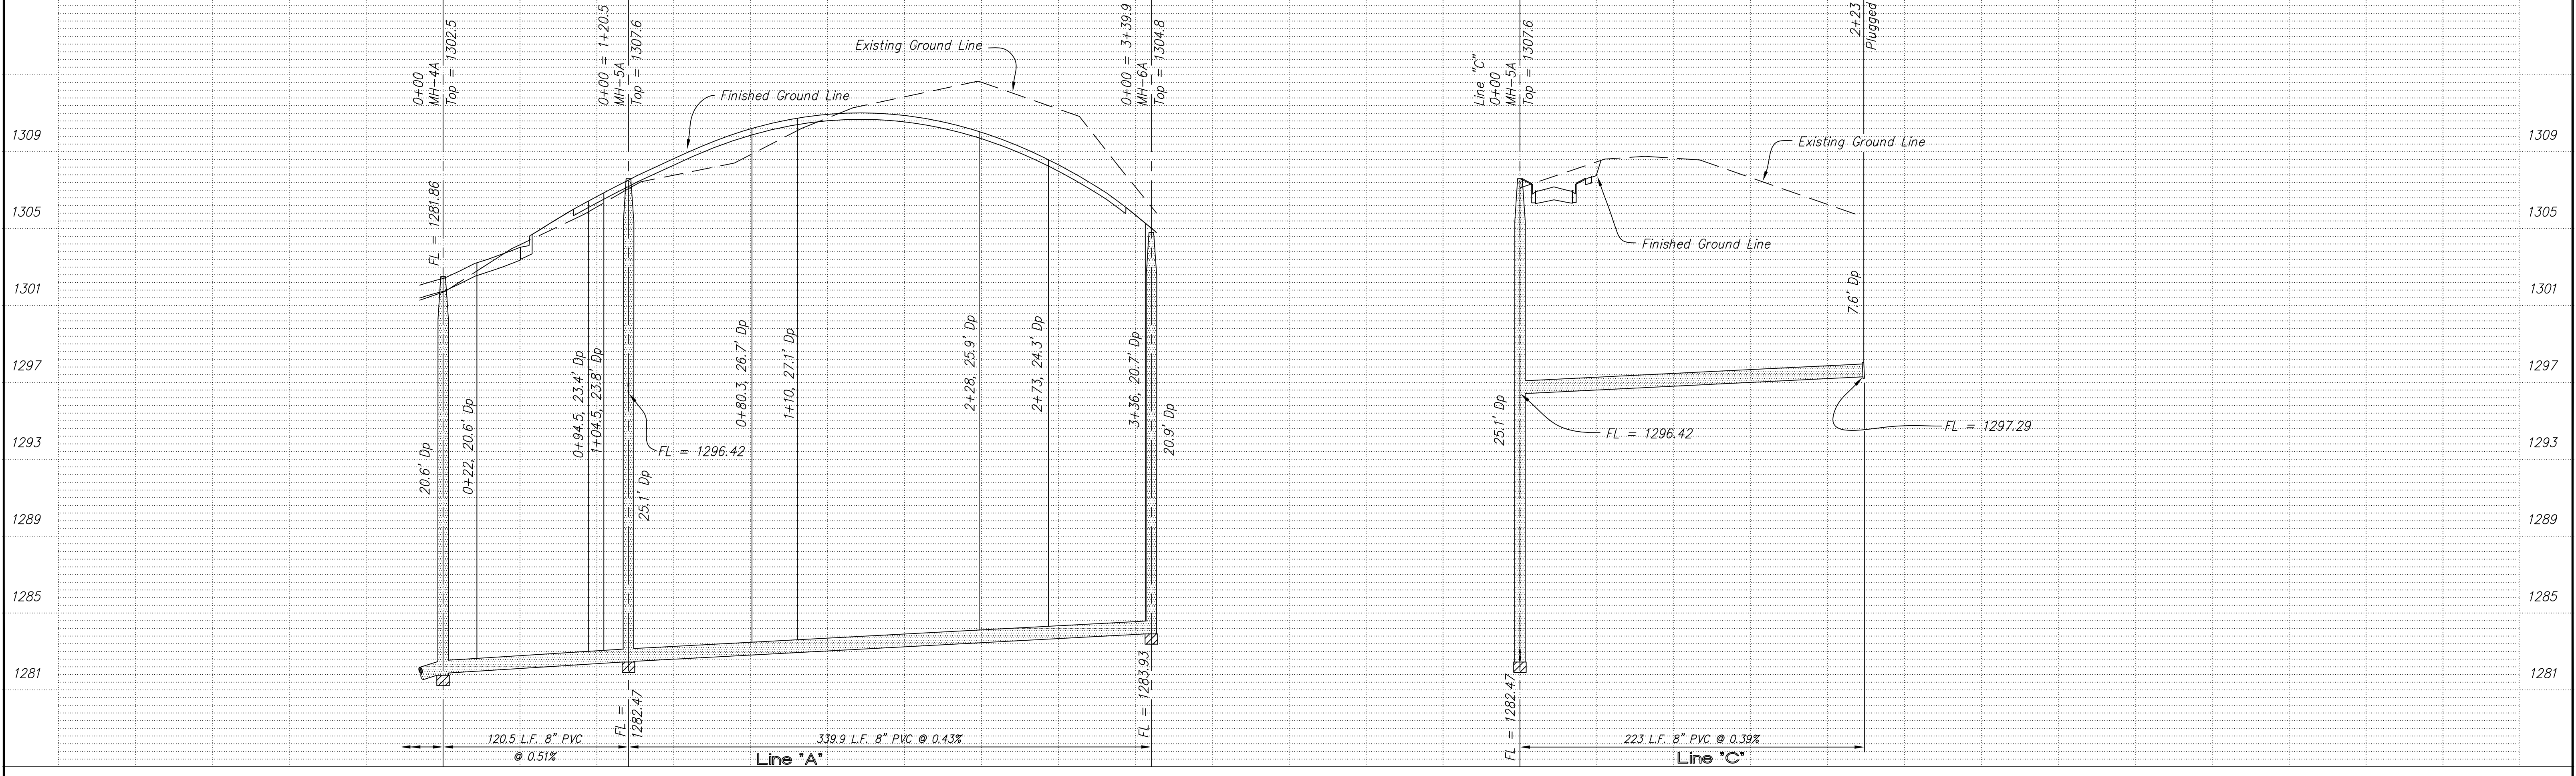 0+00
MH-4A
Top = 1302.5
0+00 = 1+20.5
MH-5A
Top = 1307.6
0+00 = 3+39.9
MH-6A
Top = 1304.8
Line "C"
0+00
MH-5A
Top = 1307.6
2+23
Plugged
Existing Ground Line
Finished Ground Line
Existing Ground Line
Finished Ground Line
1309
1305
1301
1297
1293
1289
1285
1281
FL = 1281.86
20.6' Dp
0+22, 20.6' Dp
0+94.5, 23.4' Dp
1+04.5, 23.8' Dp
FL = 1296.42
25.1' Dp
0+80.3, 26.7' Dp
1+10, 27.1' Dp
2+28, 25.9' Dp
2+73, 24.3' Dp
3+36, 20.7' Dp
20.9' Dp
FL =
1282.47
FL = 1283.93
120.5 L.F. 8" PVC
@ 0.51%
339.9 L.F. 8" PVC @ 0.43%
Line "A"
25.1' Dp
FL = 1296.42
7.6' Dp
FL = 1297.29
FL = 1282.47
223 L.F. 8" PVC @ 0.39%
Line "C"
1309
1305
1301
1297
1293
1289
1285
1281